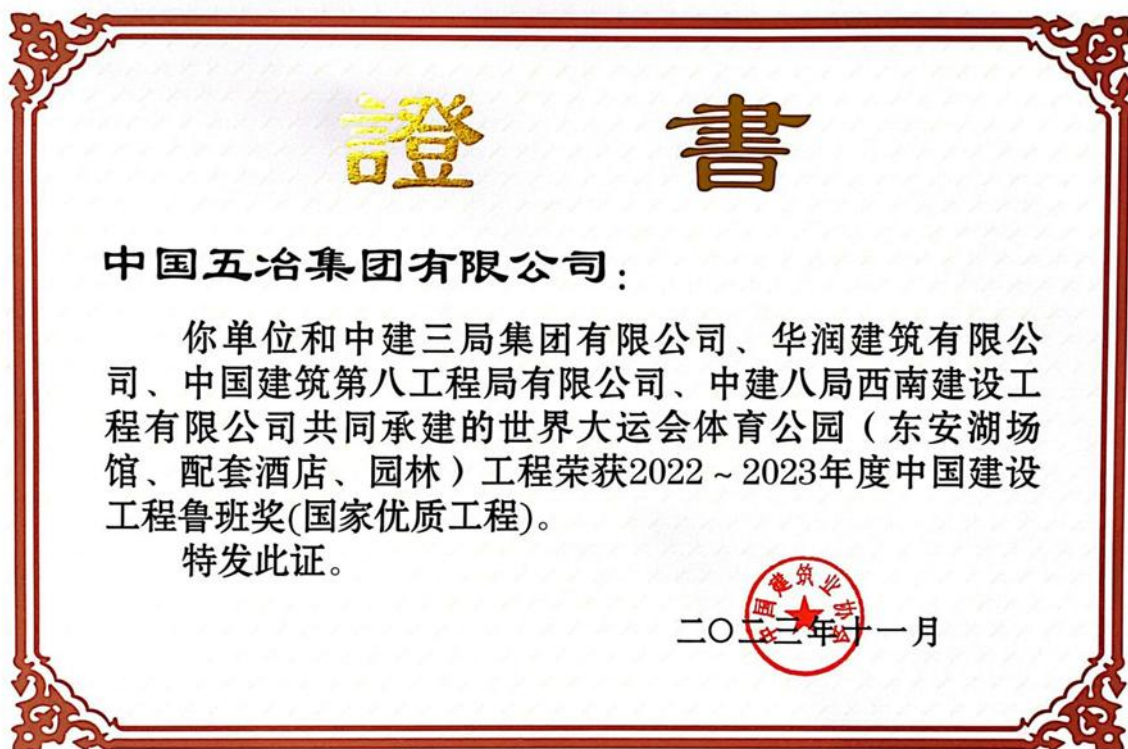 證 書
中国五冶集团有限公司：
你单位和中建三局集团有限公司、华润建筑有限公
司、中国建筑第八工程局有限公司、中建八局西南建设工
程有限公司共同承建的世界大运会体育公园（东安湖场
馆、配套酒店、园林）工程荣获2022～2023年度中国建设
工程鲁班奖(国家优质工程)。
特发此证。
中国建筑业协会
二〇二三年十一月